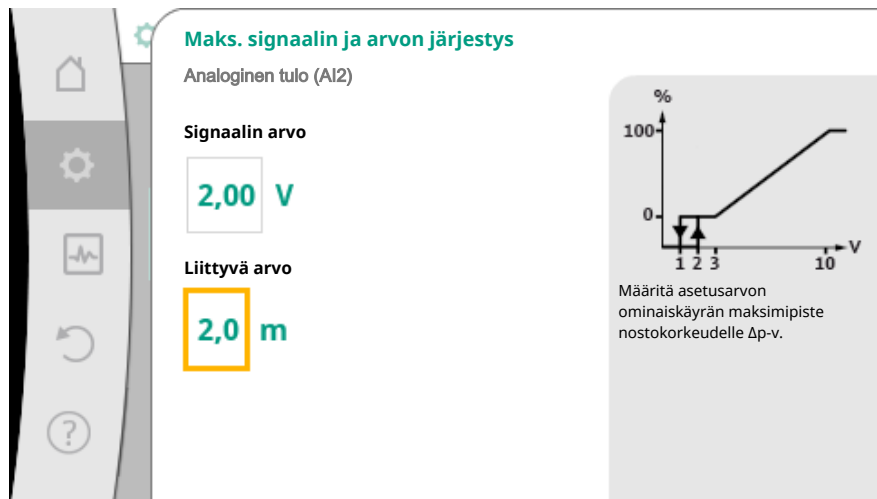 Maks. signaalin ja arvon järjestys
Analoginen tulo (AI2)
Signaalin arvo
2,00 V
Liittyvä arvo
2,0 m
%
100
0
1 2 3 10 V
Määritä asetusarvon
ominaiskäyrän maksimipiste
nostokorkeudelle Δp-v.
?